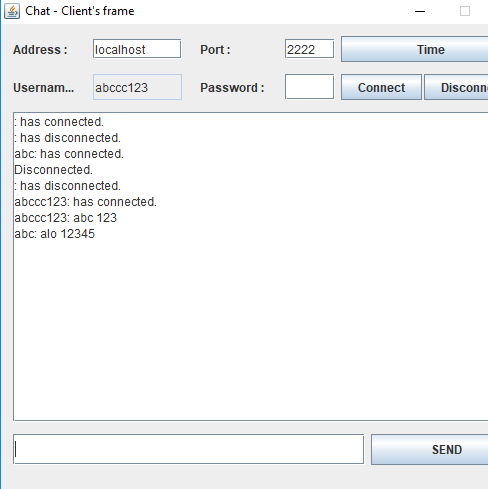 Chat - Client's frame
Address : localhost Port : 2222 Time
Usernam... abccc123 Password : Connect Disconn
: has connected.
: has disconnected.
abc: has connected.
Disconnected.
: has disconnected.
abccc123: has connected.
abccc123: abc 123
abc: alo 12345
SEND